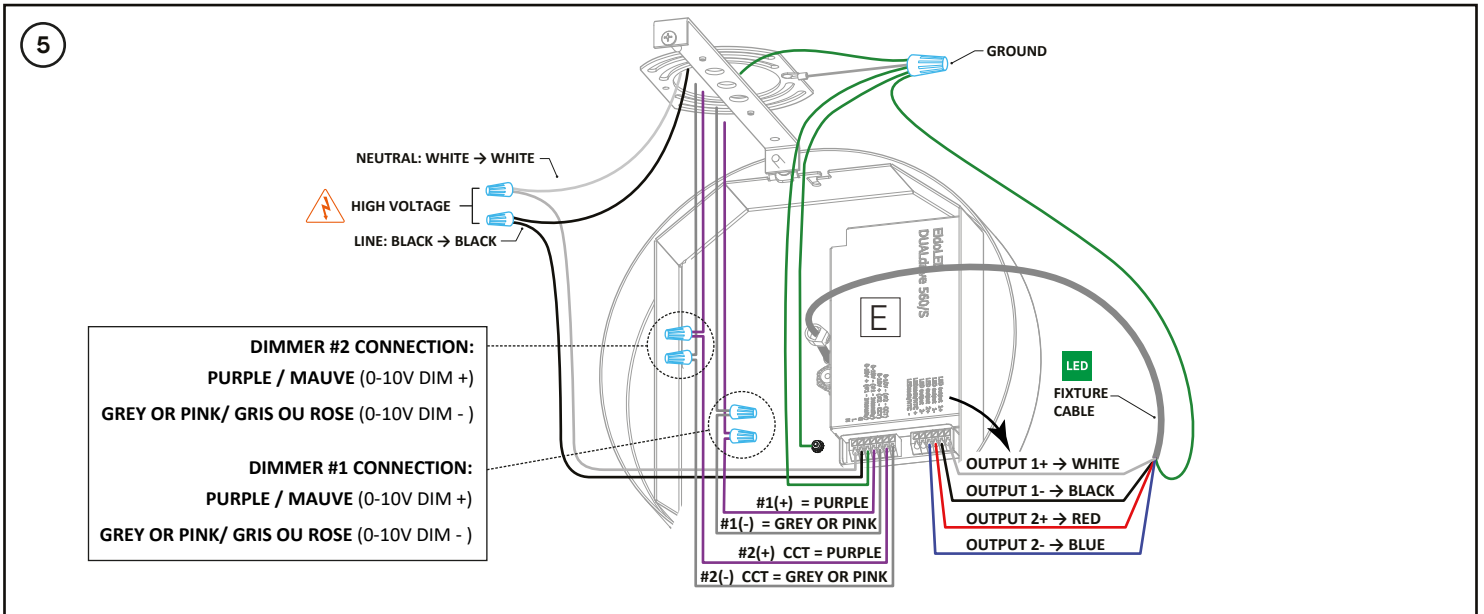 5
GROUND
NEUTRAL: WHITE → WHITE
HIGH VOLTAGE
LINE: BLACK → BLACK
DUALdrive 560/S
E
DIMMER #2 CONNECTION:
PURPLE / MAUVE (0-10V DIM +)
GREY OR PINK/ GRIS OU ROSE (0-10V DIM - )
DIMMER #1 CONNECTION:
PURPLE / MAUVE (0-10V DIM +)
GREY OR PINK/ GRIS OU ROSE (0-10V DIM - )
LED
FIXTURE
CABLE
OUTPUT 1+ → WHITE
OUTPUT 1- → BLACK
OUTPUT 2+ → RED
OUTPUT 2- → BLUE
#1(+) = PURPLE
#1(-) = GREY OR PINK
#2(+) CCT = PURPLE
#2(-) CCT = GREY OR PINK